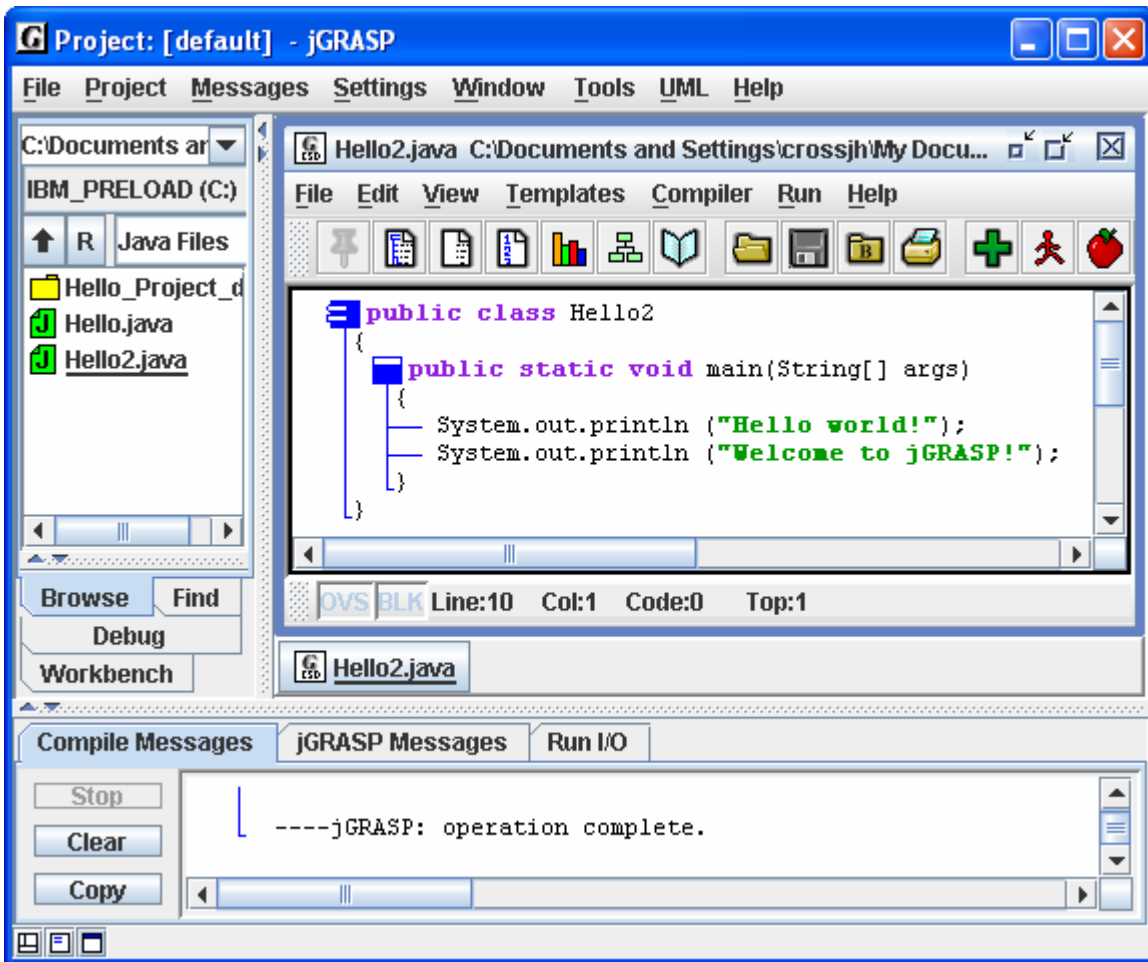 Project: [default] - jGRASP
File Project Messages Settings Window Tools UML Help
C:\Documents ar
IBM_PRELOAD (C:)
R Java Files
Hello_Project_d
Hello.java
Hello2.java
Browse Find
Debug
Workbench
Hello2.java C:\Documents and Settings\crossjh\My Docu...
File Edit View Templates Compiler Run Help
public class Hello2
{
public static void main(String[] args)
{
System.out.println ("Hello world!");
System.out.println ("Welcome to jGRASP!");
}
}
OVS BLK Line:10 Col:1 Code:0 Top:1
Hello2.java
Compile Messages jGRASP Messages Run I/O
Stop
Clear
Copy
----jGRASP: operation complete.